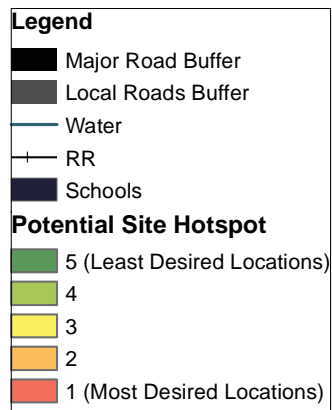 Legend
Major Road Buffer
Local Roads Buffer
Water
RR
Schools
Potential Site Hotspot
5 (Least Desired Locations)
4
3
2
1 (Most Desired Locations)